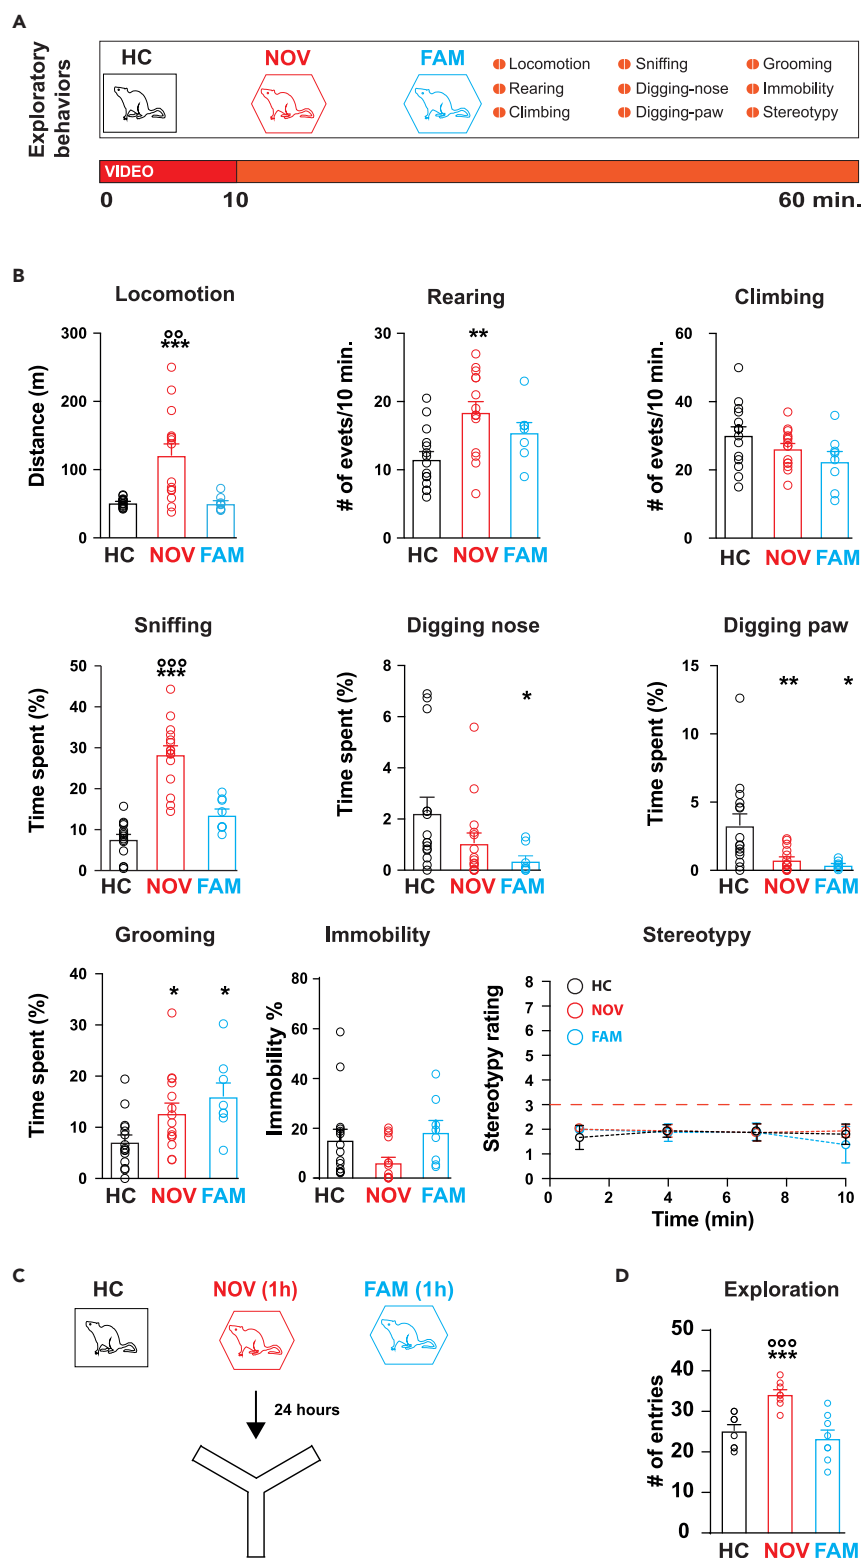 A
Exploratory
behaviors
HC
NOV
FAM
Locomotion
Sniffing
Grooming
Rearing
Digging-nose
Immobility
Climbing
Digging-paw
Stereotypy
VIDEO
0
10
60 min.
B
Locomotion
Distance (m)
300
200
100
0
°°
***
HC
NOV
FAM
Rearing
# of evets/10 min.
30
20
10
0
**
HC
NOV
FAM
Climbing
# of evets/10 min.
60
40
20
0
HC
NOV
FAM
Sniffing
Time spent (%)
50
40
30
20
10
0
°°°
***
HC
NOV
FAM
Digging nose
Time spent (%)
8
6
4
2
0
*
HC
NOV
FAM
Digging paw
Time spent (%)
15
10
5
0
**
*
HC
NOV
FAM
Grooming
Time spent (%)
40
30
20
10
0
*
*
HC
NOV
FAM
Immobility
Immobility %
80
60
40
20
0
HC
NOV
FAM
Stereotypy
Stereotypy rating
8
7
6
5
4
3
2
1
0
HC
NOV
FAM
0
2
4
6
8
10
Time (min)
C
HC
NOV (1h)
FAM (1h)
24 hours
D
Exploration
# of entries
50
40
30
20
10
0
°°°
***
HC
NOV
FAM